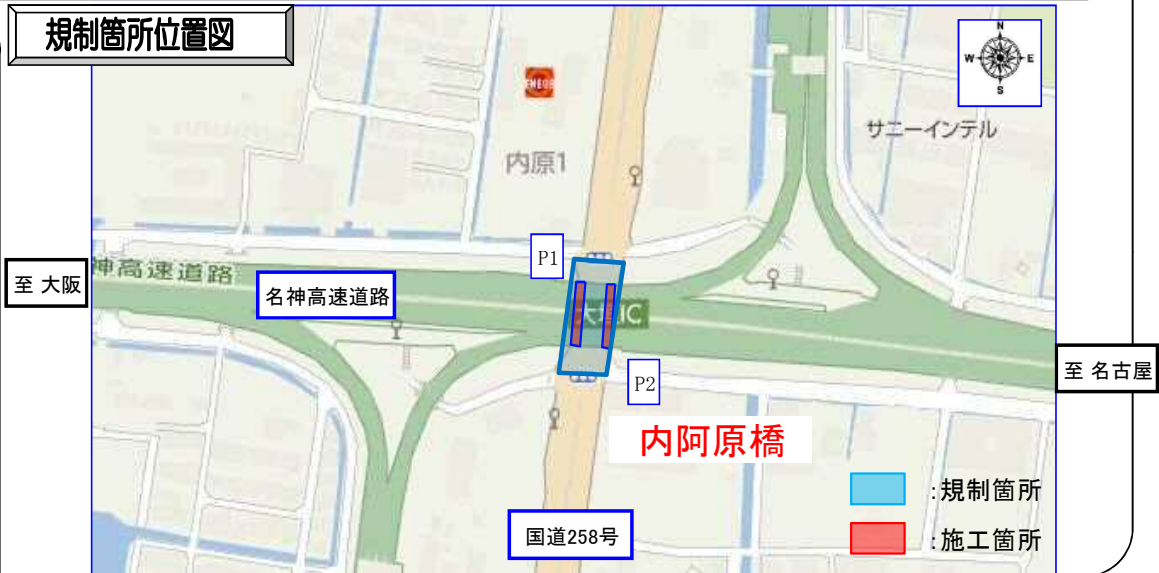 規制箇所位置図
N
W
E
S
ENEOS
サニーインテル
内原1
P1
至 大阪
神高速道路
名神高速道路
IC
至 名古屋
P2
内阿原橋
:規制箇所
国道258号
:施工箇所